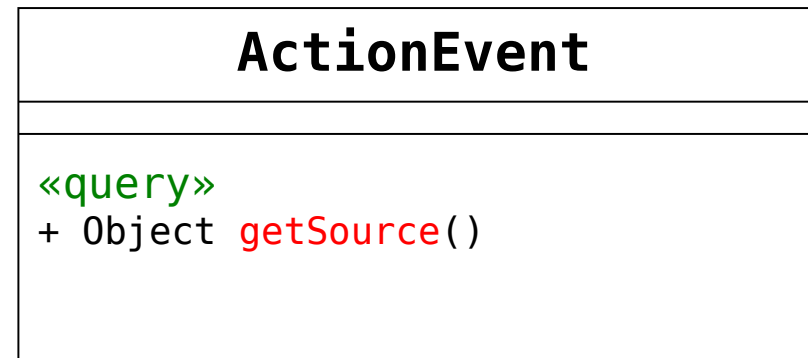 ActionEvent
«query»
+ Object getSource()